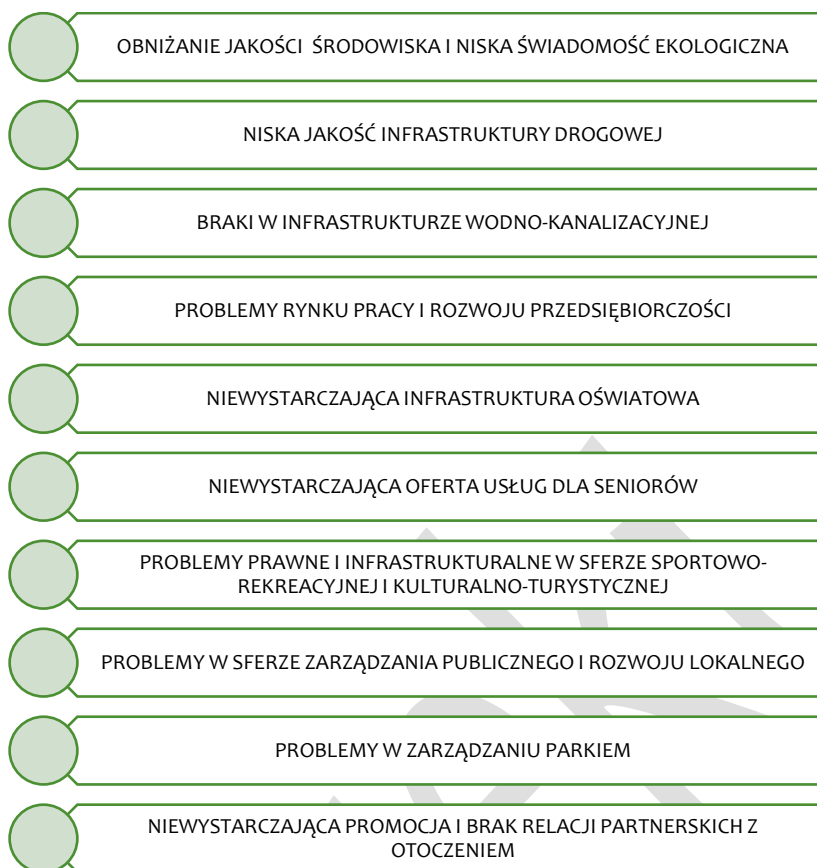 OBNIŻANIE JAKOŚCI ŚRODOWISKA I NISKA ŚWIADOMOŚĆ EKOLOGICZNA
NISKA JAKOŚĆ INFRASTRUKTURY DROGOWEJ
BRAKI W INFRASTRUKTURZE WODNO-KANALIZACYJNEJ
PROBLEMY RYNKU PRACY I ROZWOJU PRZEDSIĘBIORCZOŚCI
NIEWYSTARCZAJĄCA INFRASTRUKTURA OŚWIATOWA
NIEWYSTARCZAJĄCA OFERTA USŁUG DLA SENIORÓW
PROBLEMY PRAWNE I INFRASTRUKTURALNE W SFERZE SPORTOWO-
REKREACYJNEJ I KULTURALNO-TURYSTYCZNEJ
PROBLEMY W SFERZE ZARZĄDZANIA PUBLICZNEGO I ROZWOJU LOKALNEGO
PROBLEMY W ZARZĄDZANIU PARKIEM
NIEWYSTARCZAJĄCA PROMOCJA I BRAK RELACJI PARTNERSKICH Z
OTOCZENIEM